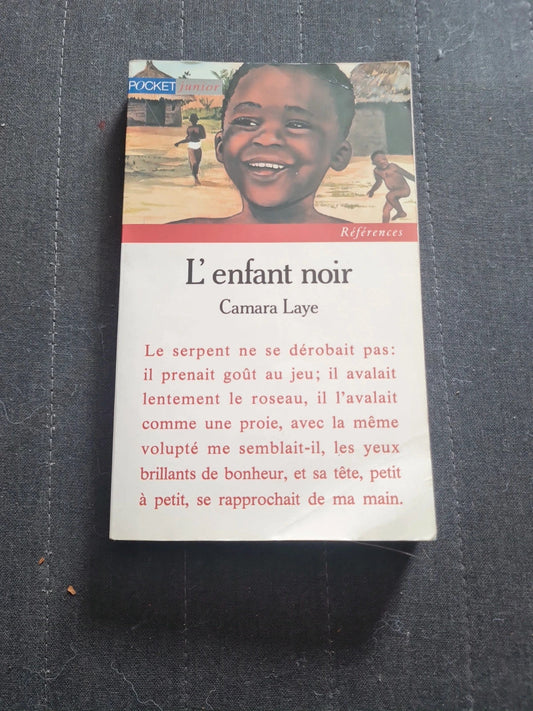 POCKET junior
Références
L'enfant noir
Camara Laye
Le serpent ne se dérobait pas:
il prenait goût au jeu; il avalait
lentement le roseau, il l'avalait
comme une proie, avec la même
volupté me semblait-il, les yeux
brillants de bonheur, et sa tête, petit
à petit, se rapprochait de ma main.